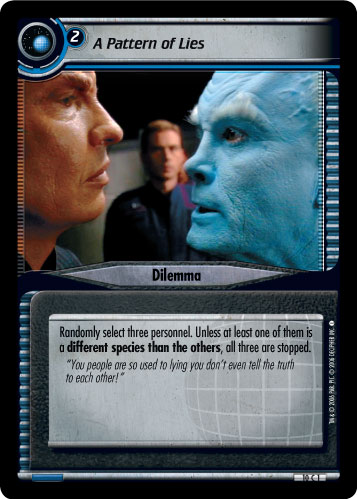 2
A Pattern of Lies
Dilemma
Randomly select three personnel. Unless at least one of them is
a different species than the others, all three are stopped.
"You people are so used to lying you don't even tell the truth
to each other!"
10 C 1